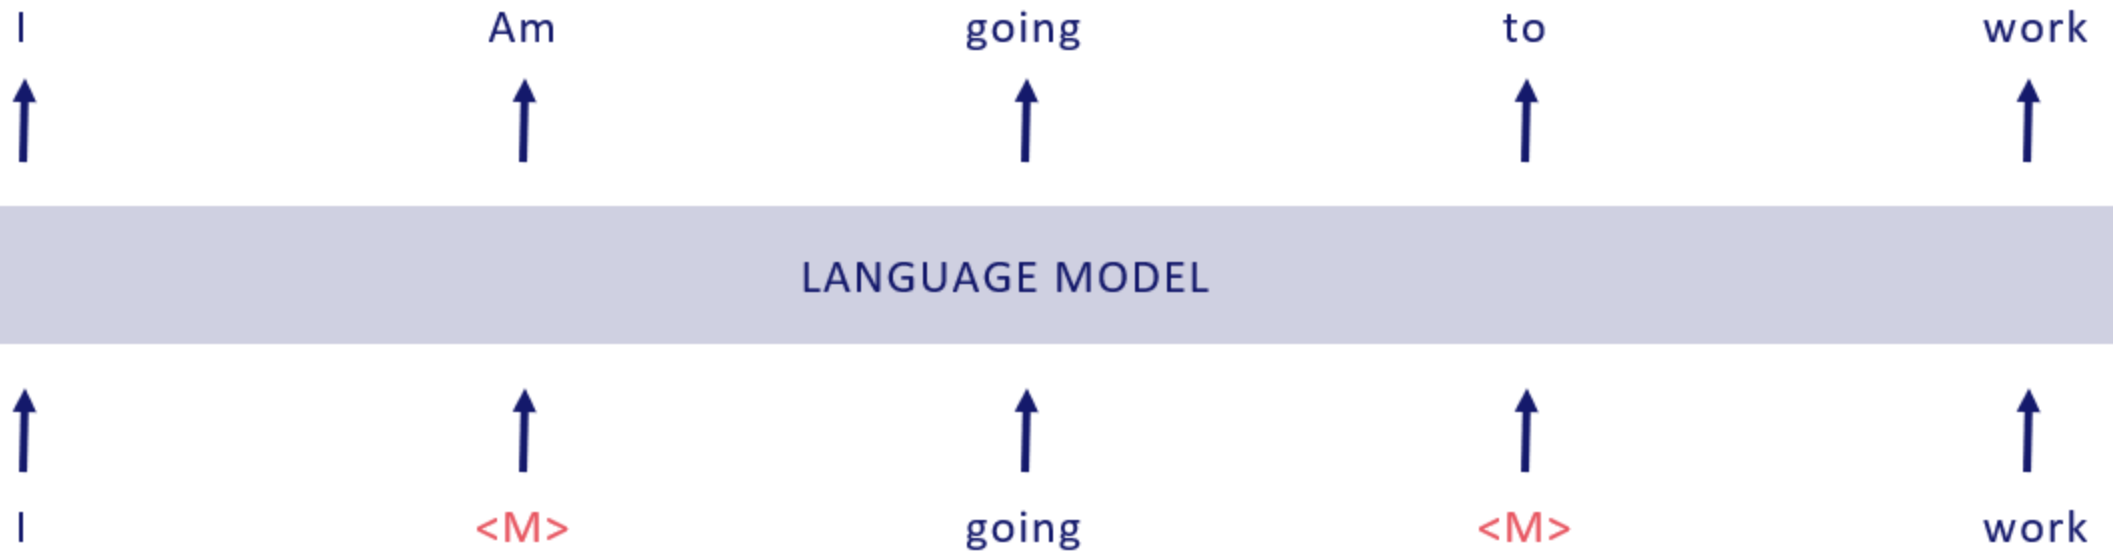 I Am going to work
LANGUAGE MODEL
I <M> going <M> work